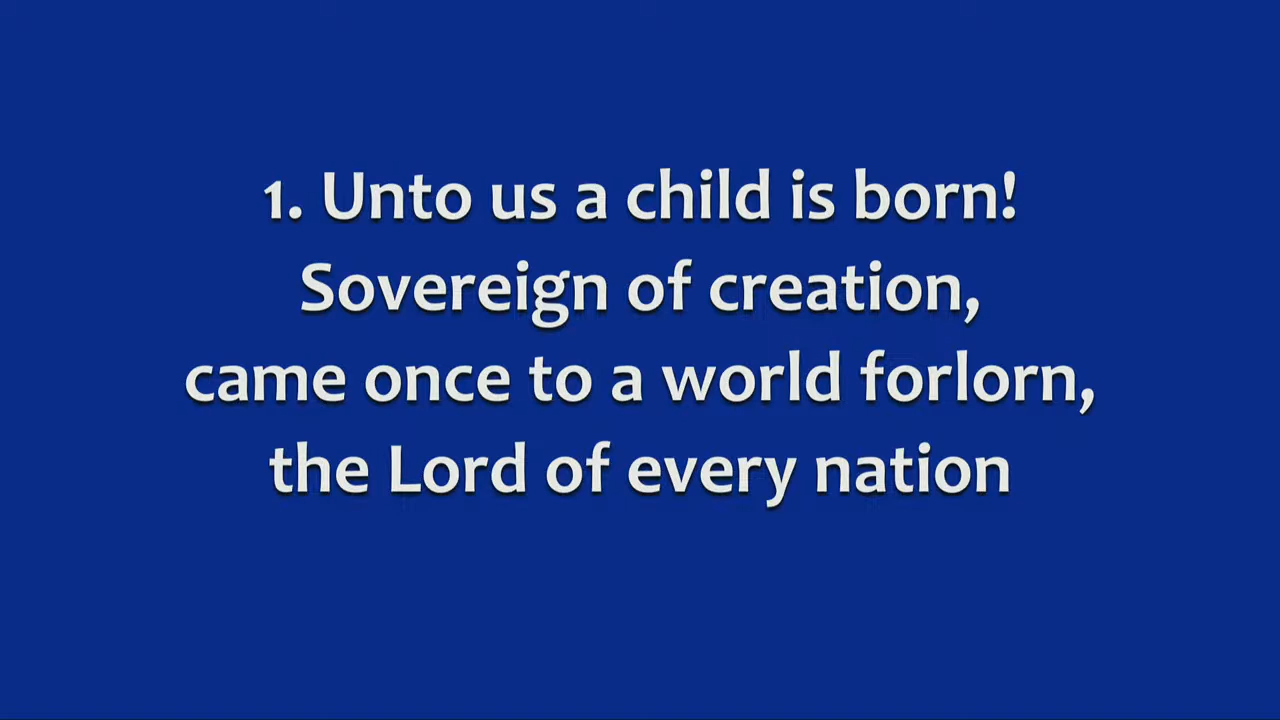 1. Unto us a child is born!
Sovereign of creation,
came once to a world forlorn,
the Lord of every nation